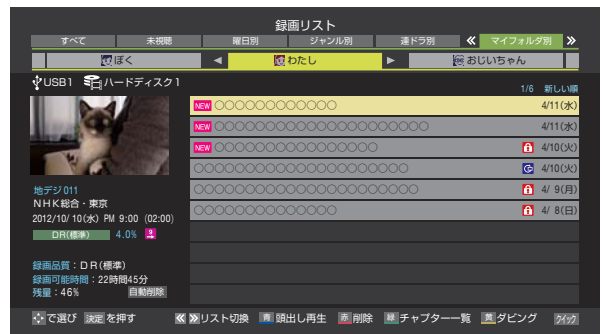 録画リスト
すべて 未視聴 曜日別 ジャンル別 連ドラ別 マイフォルダ別
ぼく わたし おじいちゃん
USB1 ハードディスク1
1/6 新しい順
NEW ○○○○○○○○○○○○ 4/11(水)
NEW ○○○○○○○○○○○○○○○○○○○○○ 4/11(水)
NEW ○○○○○○○○○○○○○○○○ 4/10(火)
○○○○○○○○○○○○○○○○○○○○○ 4/10(火)
○○○○○○○○○○○○○○○○○○○○○○ 4/ 9(月)
○○○○○○○○○○○○○○ 4/ 8(日)
地デジ011
NHK総合・東京
2012/10/10(水) PM 9:00 (02:00)
DR(標準) 4.0%
録画品質：DR(標準)
録画可能時間：22時間45分
残量：46% 自動削除
で選び 決定 を押す リスト切換 青 頭出し再生 赤 削除 緑 チャプター一覧 黄 ダビング クイック